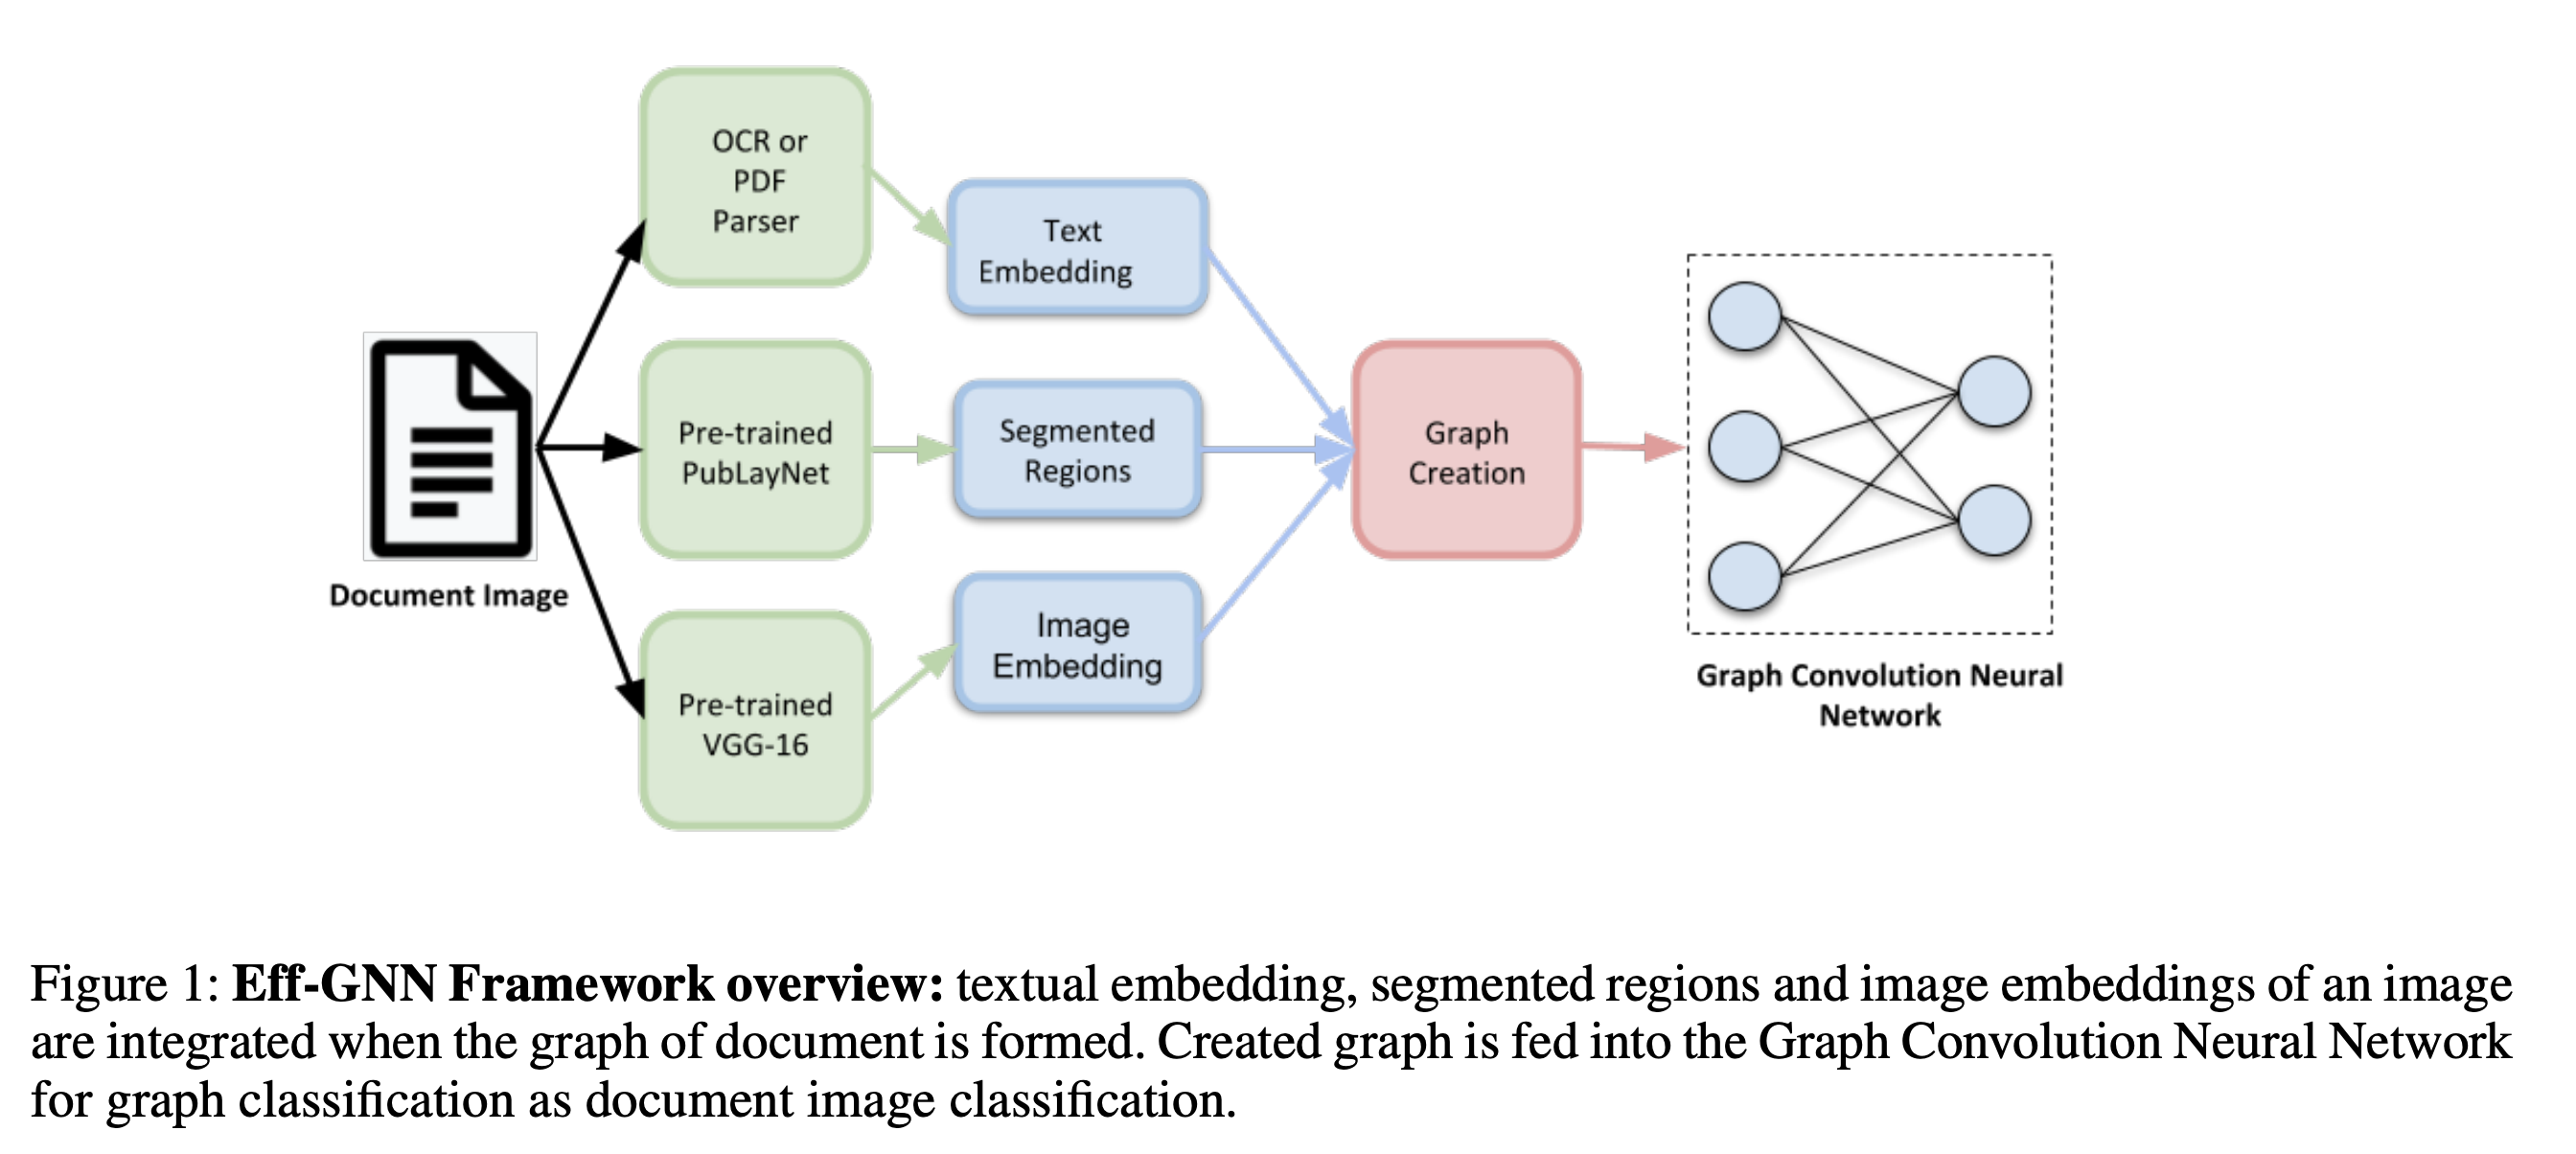 OCR or
PDF
Parser
Text
Embedding
Pre-trained
PubLayNet
Segmented
Regions
Graph
Creation
Document Image
Image
Embedding
Pre-trained
VGG-16
Graph Convolution Neural
Network
Figure 1: Eff-GNN Framework overview: textual embedding, segmented regions and image embeddings of an image
are integrated when the graph of document is formed. Created graph is fed into the Graph Convolution Neural Network
for graph classification as document image classification.